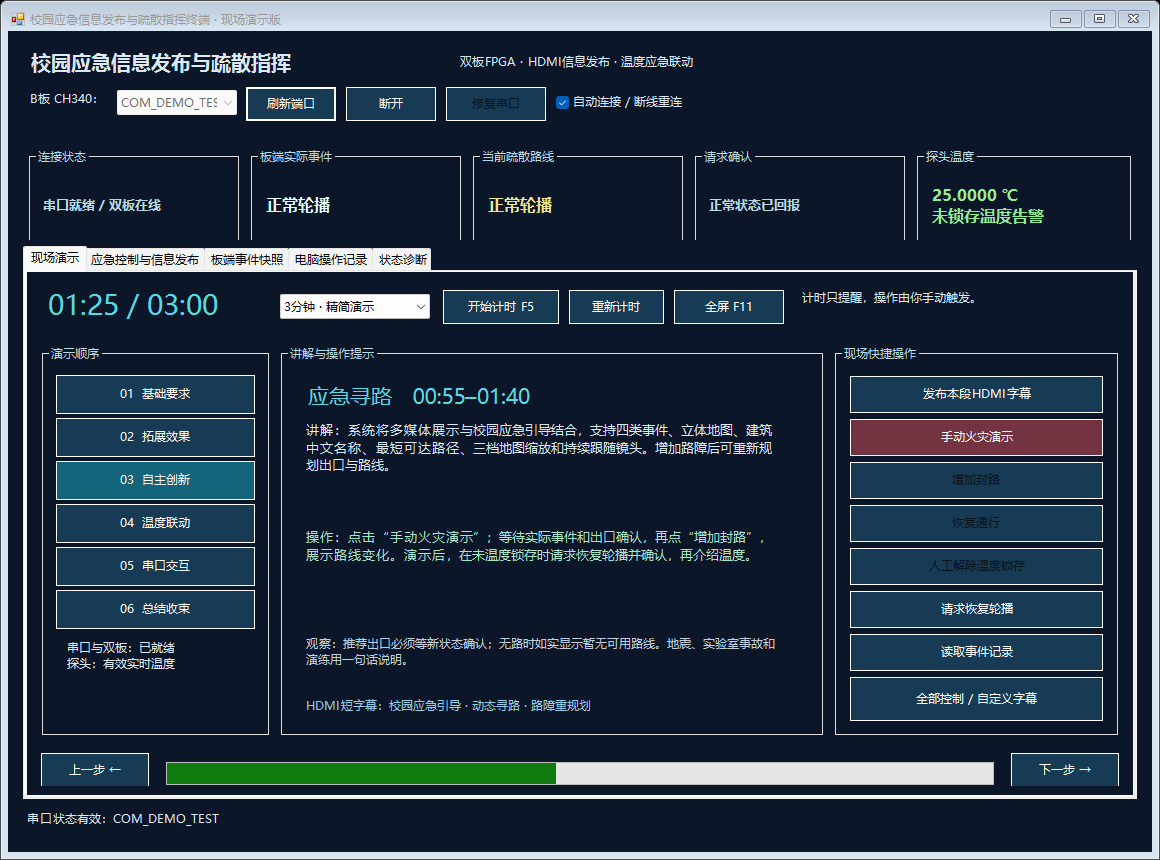 校园应急信息发布与疏散指挥终端 · 现场演示版
校园应急信息发布与疏散指挥
双板FPGA · HDMI信息发布 · 温度应急联动
B板 CH340：
COM_DEMO_TES
刷新端口
断开
修复串口
自动连接 / 断线重连
连接状态
串口就绪 / 双板在线
板端实际事件
正常轮播
当前疏散路线
正常轮播
请求确认
正常状态已回报
探头温度
25.0000 ℃
未锁存温度告警
现场演示
应急控制与信息发布
板端事件快照
电脑操作记录
状态诊断
01:25 / 03:00
3分钟 · 精简演示
开始计时 F5
重新计时
全屏 F11
计时只提醒，操作由你手动触发。
演示顺序
01 基础要求
02 拓展效果
03 自主创新
04 温度联动
05 串口交互
06 总结收束
串口与双板：已就绪
探头：有效实时温度
讲解与操作提示
应急寻路 00:55–01:40
讲解：系统将多媒体展示与校园应急引导结合，支持四类事件、立体地图、建筑
中文名称、最短可达路径、三档地图缩放和持续跟随镜头。增加路障后可重新规
划出口与路线。
操作：点击“手动火灾演示”；等待实际事件和出口确认，再点“增加封路”，
展示路线变化。演示后，在未温度锁存时请求恢复轮播并确认，再介绍温度。
观察：推荐出口必须等新状态确认；无路时如实显示暂无可用路线。地震、实验室事故和
演练用一句话说明。
HDMI短字幕：校园应急引导 · 动态寻路 · 路障重规划
现场快捷操作
发布本段HDMI字幕
手动火灾演示
增加封路
恢复通行
人工解除温度锁存
请求恢复轮播
读取事件记录
全部控制 / 自定义字幕
上一步 ←
下一步 →
串口状态有效：COM_DEMO_TEST